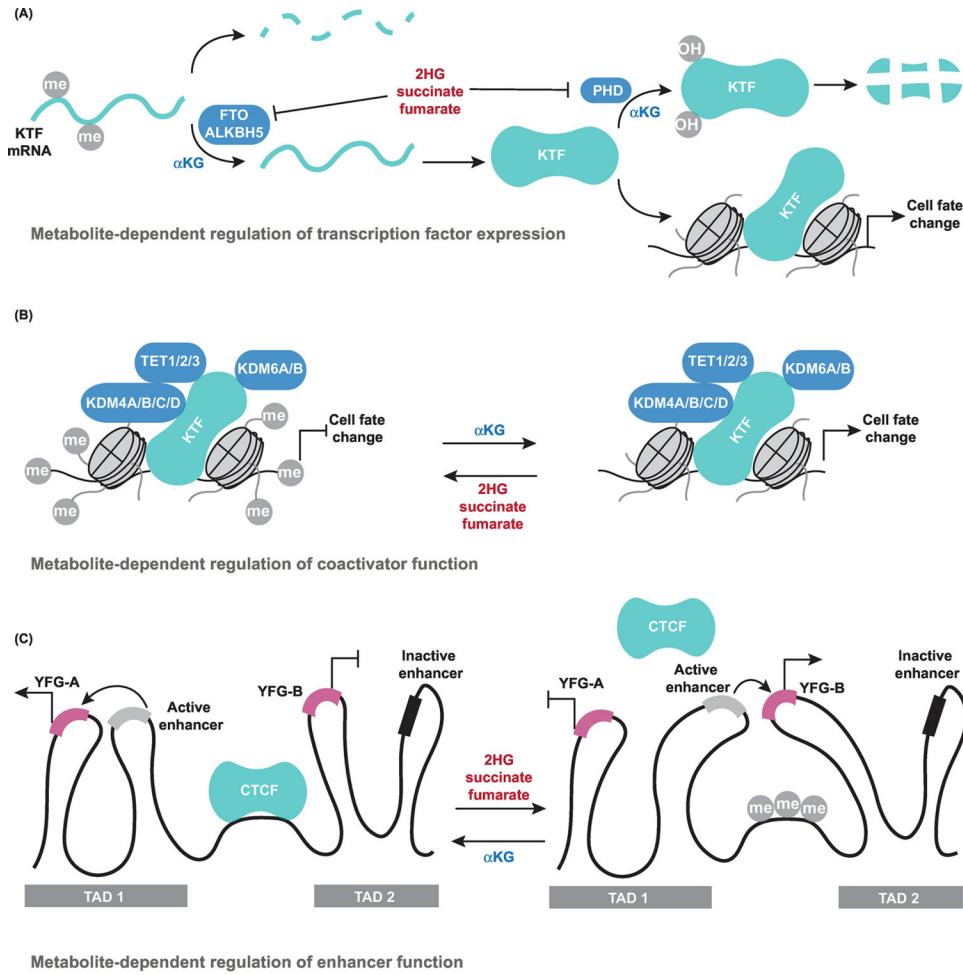 (A)
me
me
KTF
mRNA
FTO
ALKBH5
αKG
2HG
succinate
fumarate
KTF
PHD
αKG
OH
OH
KTF
KTF
Cell fate
change
Metabolite-dependent regulation of transcription factor expression
(B)
TET1/2/3
KDM6A/B
KDM4A/B/C/D
KTF
me
me
me
me
me
me
Cell fate
change
αKG
2HG
succinate
fumarate
TET1/2/3
KDM6A/B
KDM4A/B/C/D
KTF
Cell fate
change
Metabolite-dependent regulation of coactivator function
(C)
YFG-A
Active
enhancer
CTCF
YFG-B
Inactive
enhancer
TAD 1
TAD 2
2HG
succinate
fumarate
αKG
CTCF
YFG-A
Active
enhancer
YFG-B
Inactive
enhancer
me me me
TAD 1
TAD 2
Metabolite-dependent regulation of enhancer function